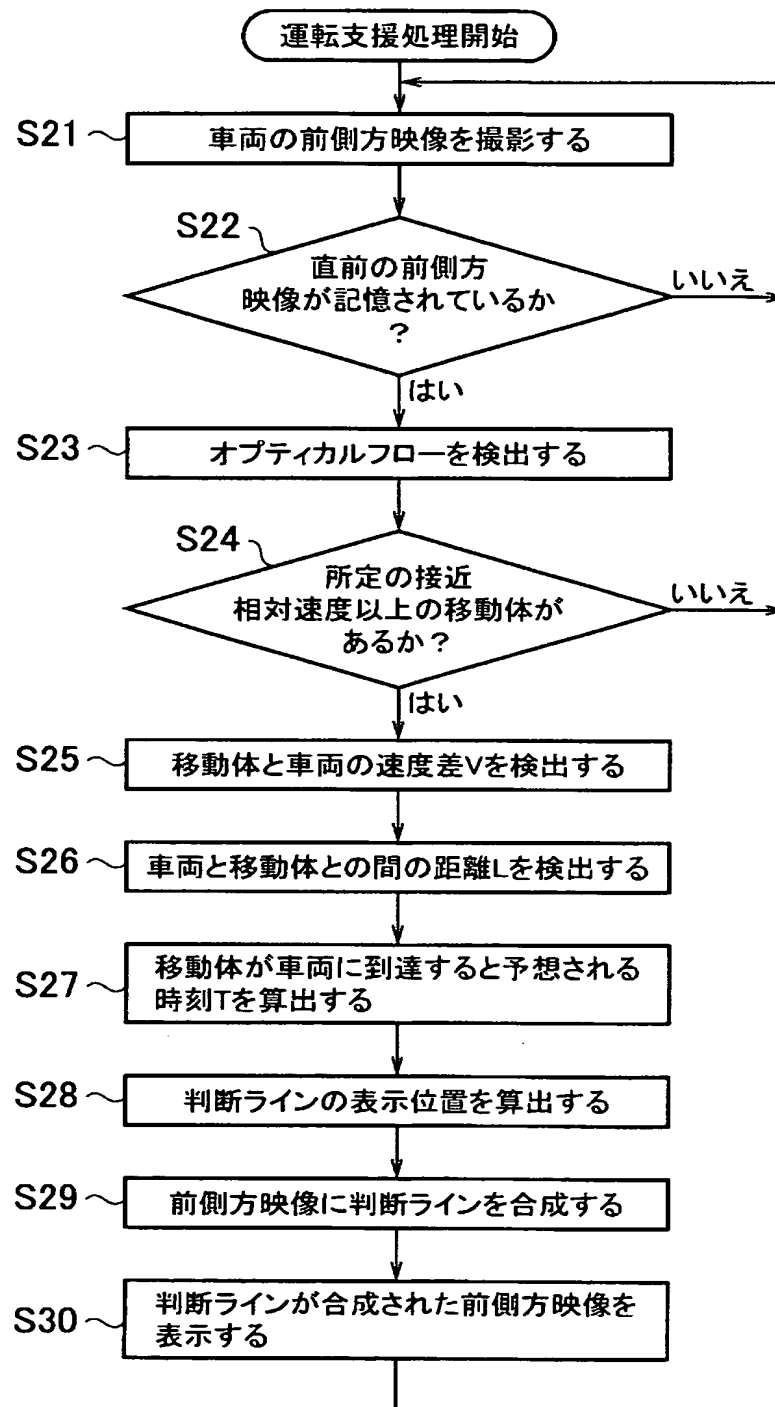 運転支援処理開始
S21
車両の前側方映像を撮影する
S22
直前の前側方
映像が記憶されているか
?
いいえ
はい
S23
オプティカルフローを検出する
S24
所定の接近
相対速度以上の移動体が
あるか?
いいえ
はい
S25
移動体と車両の速度差Vを検出する
S26
車両と移動体との間の距離Lを検出する
S27
移動体が車両に到達すると予想される
時刻Tを算出する
S28
判断ラインの表示位置を算出する
S29
前側方映像に判断ラインを合成する
S30
判断ラインが合成された前側方映像を
表示する